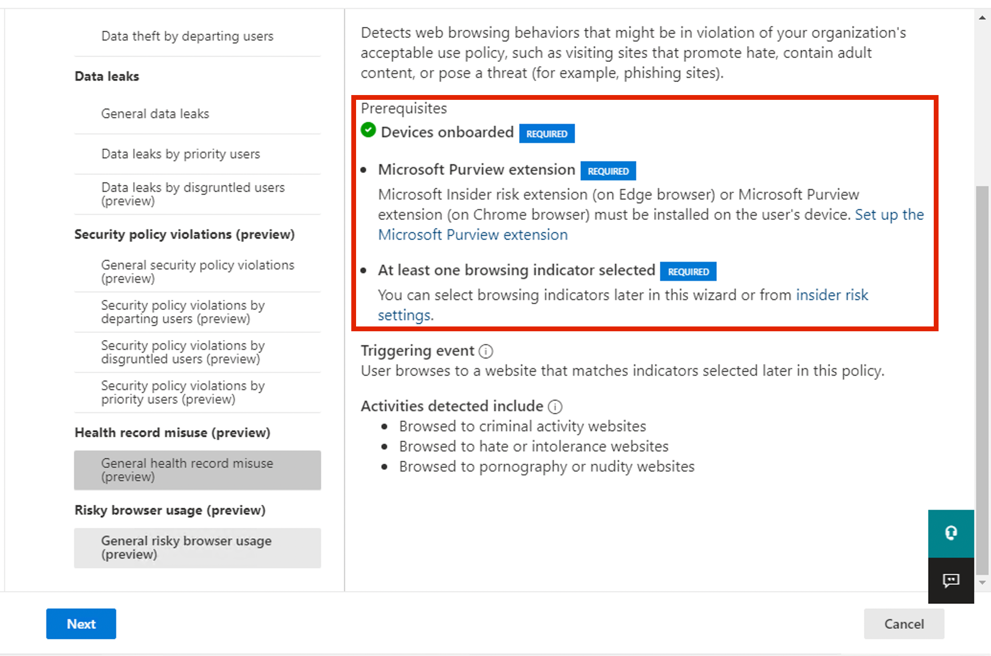 Data theft by departing users
Data leaks
General data leaks
Data leaks by priority users
Data leaks by disgruntled users
(preview)
Security policy violations (preview)
General security policy violations
(preview)
Security policy violations by
departing users (preview)
Security policy violations by
disgruntled users (preview)
Security policy violations by
priority users (preview)
Health record misuse (preview)
General health record misuse
(preview)
Risky browser usage (preview)
General risky browser usage
(preview)
Detects web browsing behaviors that might be in violation of your organization's
acceptable use policy, such as visiting sites that promote hate, contain adult
content, or pose a threat (for example, phishing sites).
Prerequisites
Devices onboarded REQUIRED
Microsoft Purview extension REQUIRED
Microsoft Insider risk extension (on Edge browser) or Microsoft Purview
extension (on Chrome browser) must be installed on the user's device. Set up the
Microsoft Purview extension
At least one browsing indicator selected REQUIRED
You can select browsing indicators later in this wizard or from insider risk
settings.
Triggering event
User browses to a website that matches indicators selected later in this policy.
Activities detected include
Browsed to criminal activity websites
Browsed to hate or intolerance websites
Browsed to pornography or nudity websites
Next
Cancel